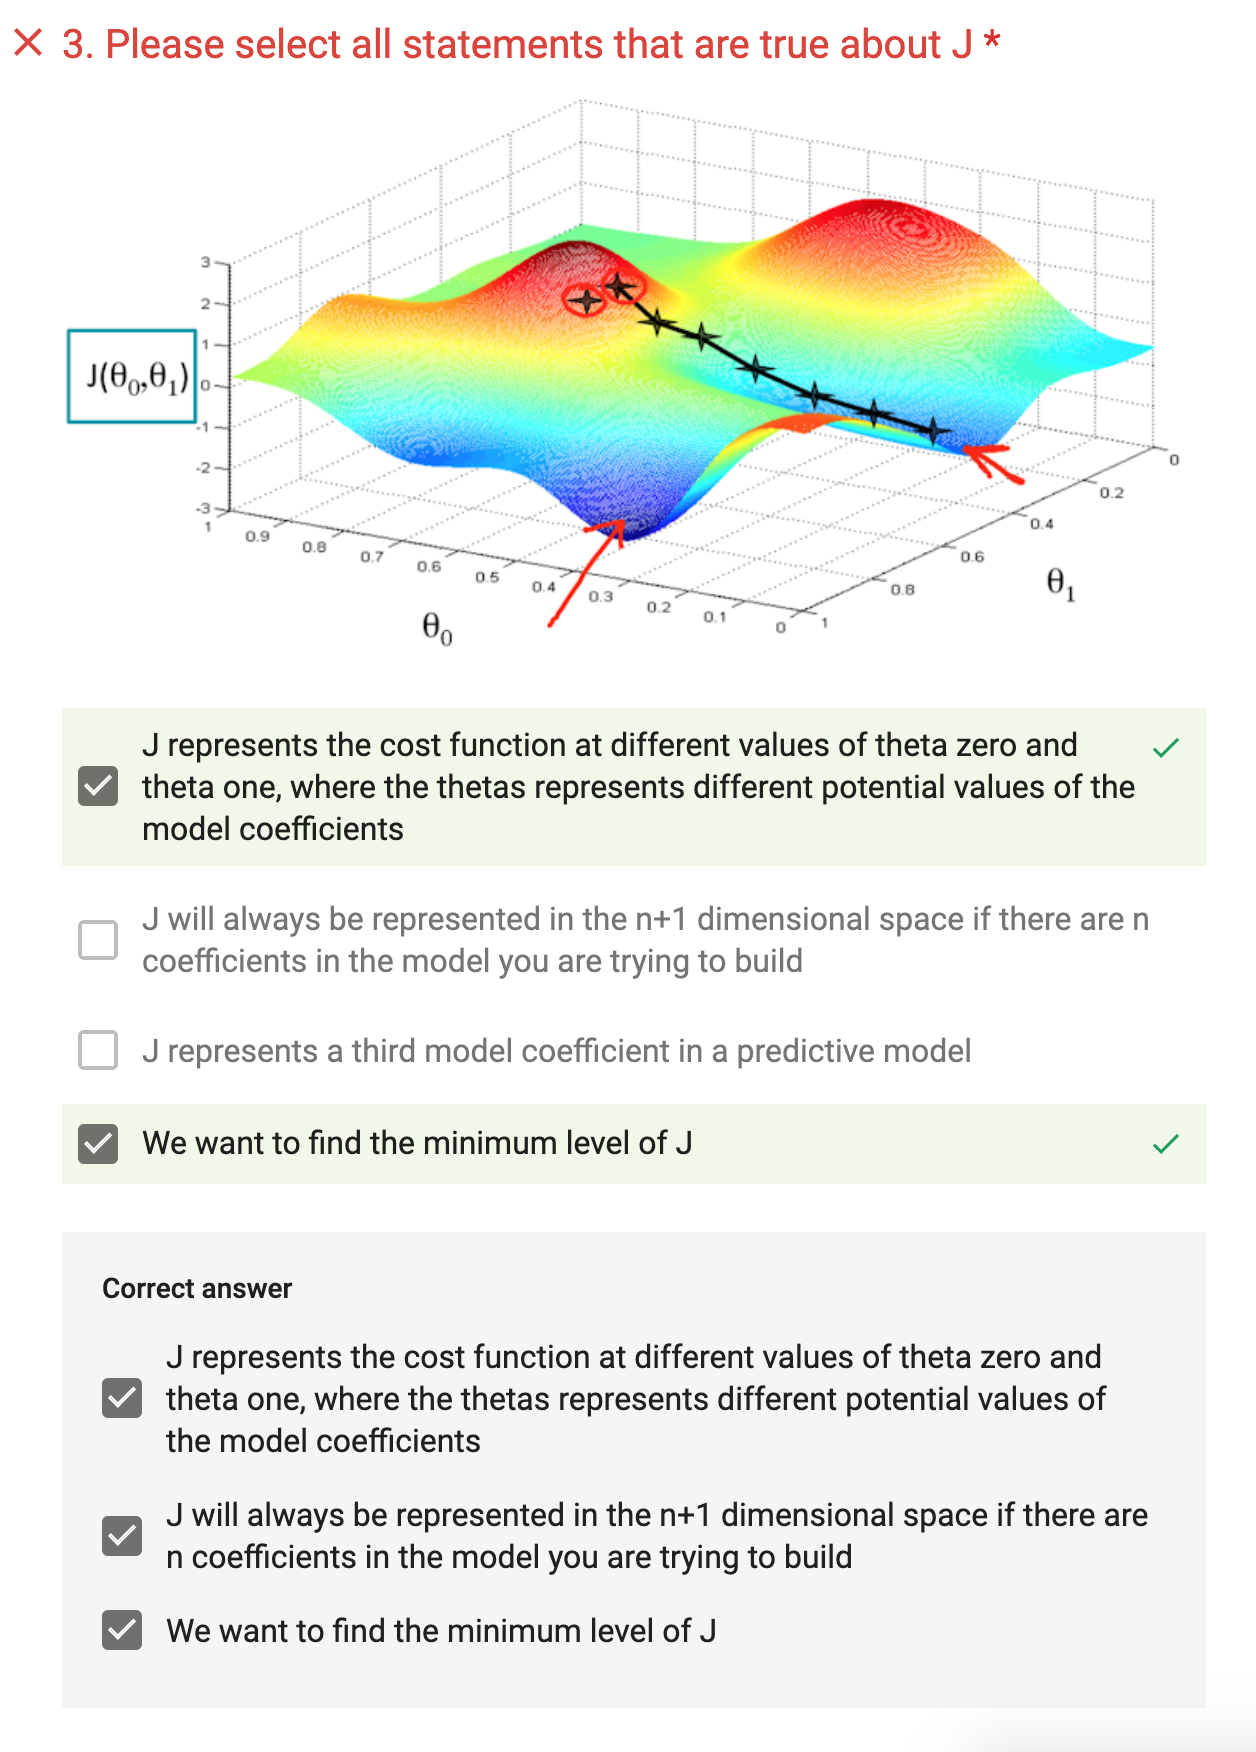 3. Please select all statements that are true about J *
3
2
1
0
-1
-2
-3
J(θ0,θ1)
1
0.9
0.8
0.7
0.6
0.5
0.4
0.3
0.2
0.1
0
θ0
1
0.8
0.6
0.4
0.2
0
θ1
J represents the cost function at different values of theta zero and
theta one, where the thetas represents different potential values of the
model coefficients
J will always be represented in the n+1 dimensional space if there are n
coefficients in the model you are trying to build
J represents a third model coefficient in a predictive model
We want to find the minimum level of J
Correct answer
J represents the cost function at different values of theta zero and
theta one, where the thetas represents different potential values of
the model coefficients
J will always be represented in the n+1 dimensional space if there are
n coefficients in the model you are trying to build
We want to find the minimum level of J